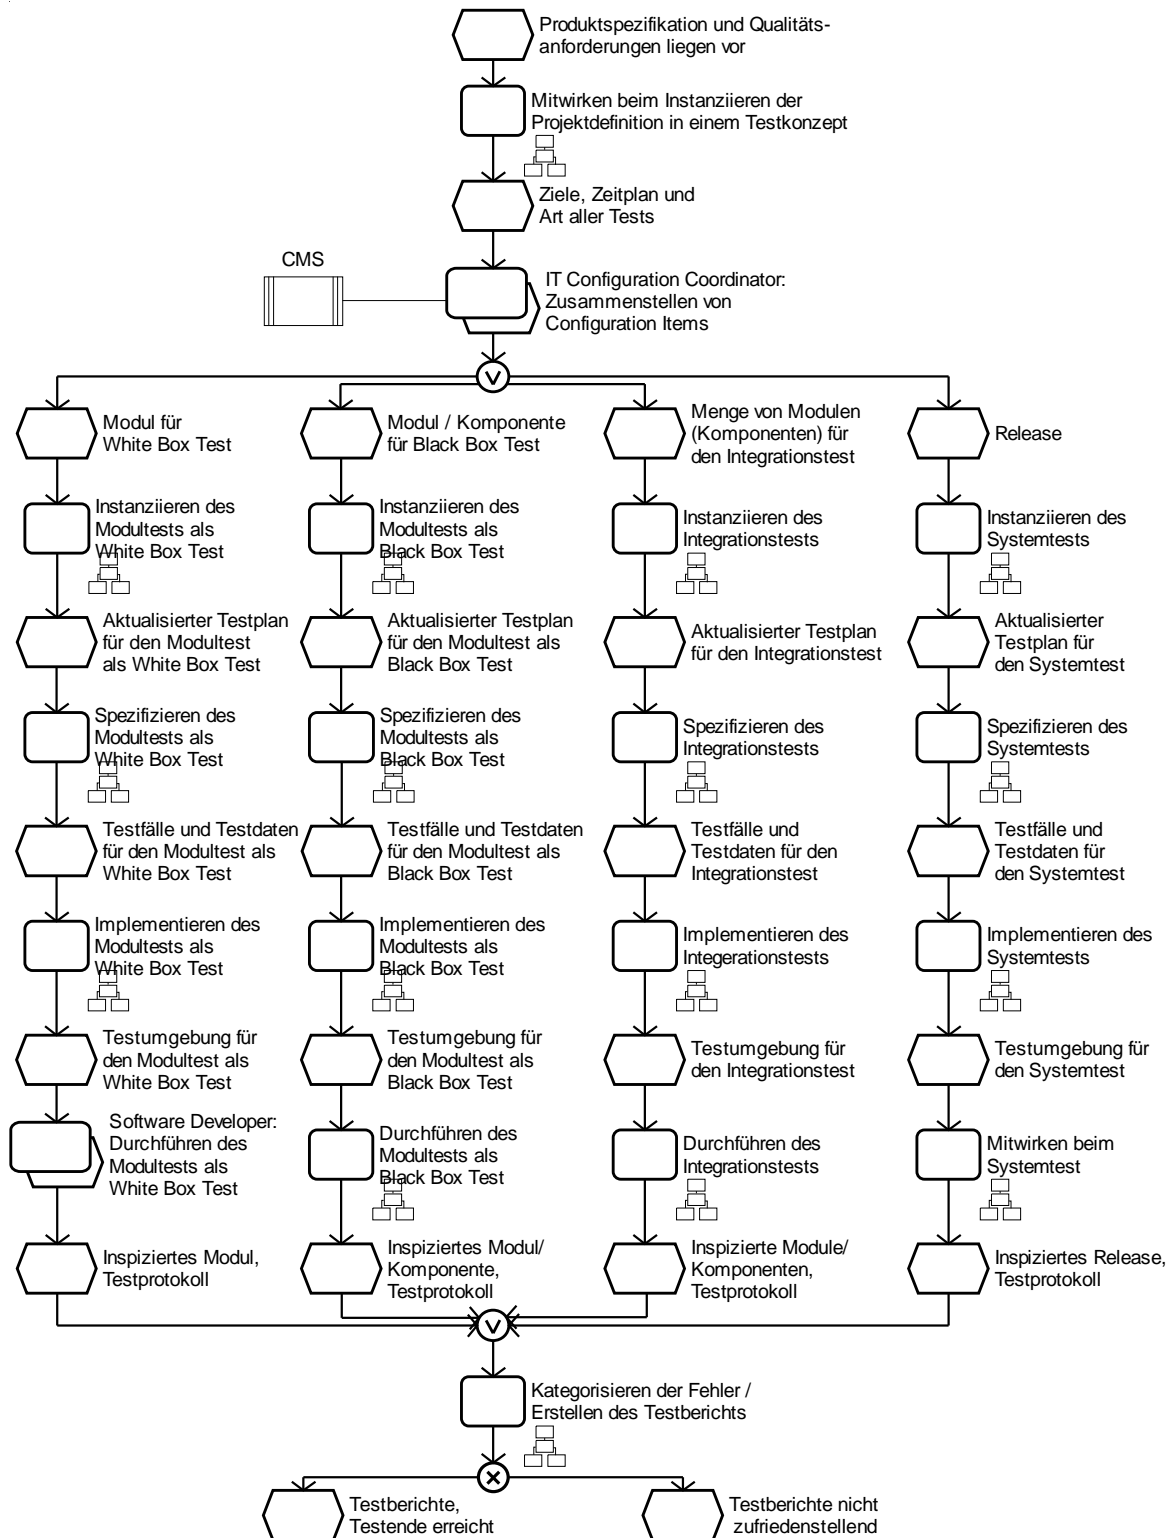 Produktspezifikation und Qualitäts-
anforderungen liegen vor
Mitwirken beim Instanziieren der
Projektdefinition in einem Testkonzept
Ziele, Zeitplan und
Art aller Tests
CMS
IT Configuration Coordinator:
Zusammenstellen von
Configuration Items
V
Modul für
White Box Test
Modul / Komponente
für Black Box Test
Menge von Modulen
(Komponenten) für
den Integrationstest
Release
Instanziieren des
Modultests als
White Box Test
Instanziieren des
Modultests als
Black Box Test
Instanziieren des
Integrationstests
Instanziieren des
Systemtests
Aktualisierter Testplan
für den Modultest
als White Box Test
Aktualisierter Testplan
für den Modultest als
Black Box Test
Aktualisierter Testplan
für den Integrationstest
Aktualisierter
Testplan für
den Systemtest
Spezifizieren des
Modultests als
White Box Test
Spezifizieren des
Modultests als
Black Box Test
Spezifizieren des
Integrationstests
Spezifizieren des
Systemtests
Testfälle und Testdaten
für den Modultest als
White Box Test
Testfälle und Testdaten
für den Modultest als
Black Box Test
Testfälle und
Testdaten für den
Integrationstest
Testfälle und
Testdaten für
den Systemtest
Implementieren des
Modultests als
White Box Test
Implementieren des
Modultests als
Black Box Test
Implementieren des
Integerationstests
Implementieren des
Systemtests
Testumgebung für
den Modultest als
White Box Test
Testumgebung für
den Modultest als
Black Box Test
Testumgebung für
den Integrationstest
Testumgebung für
den Systemtest
Software Developer:
Durchführen des
Modultests als
White Box Test
Durchführen des
Modultests als
Black Box Test
Durchführen des
Integrationstests
Mitwirken beim
Systemtest
Inspiziertes Modul,
Testprotokoll
Inspiziertes Modul/
Komponente,
Testprotokoll
Inspizierte Module/
Komponenten,
Testprotokoll
Inspiziertes Release,
Testprotokoll
V
Kategorisieren der Fehler /
Erstellen des Testberichts
Testberichte,
Testende erreicht
Testberichte nicht
zufriedenstellend